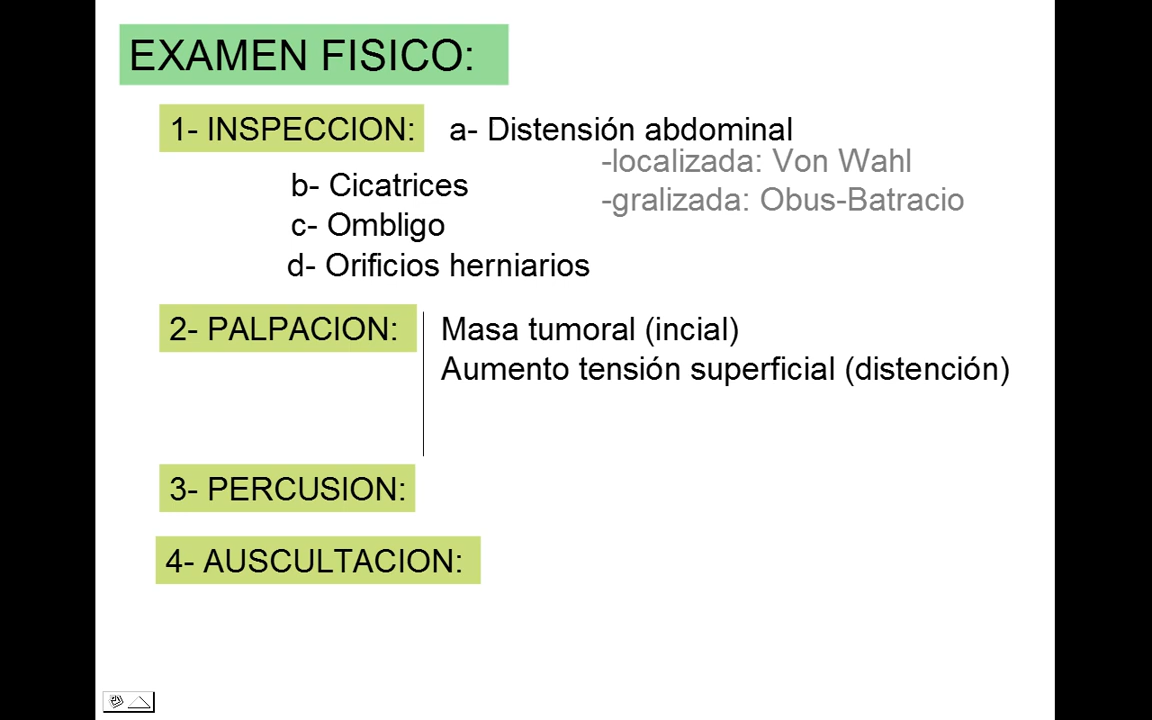 EXAMEN FISICO:
1- INSPECCION: a- Distensión abdominal
-localizada: Von Wahl
-gralizada: Obus-Batracio
b- Cicatrices
c- Ombligo
d- Orificios herniarios
2- PALPACION: Masa tumoral (incial)
Aumento tensión superficial (distención)
3- PERCUSION:
4- AUSCULTACION: